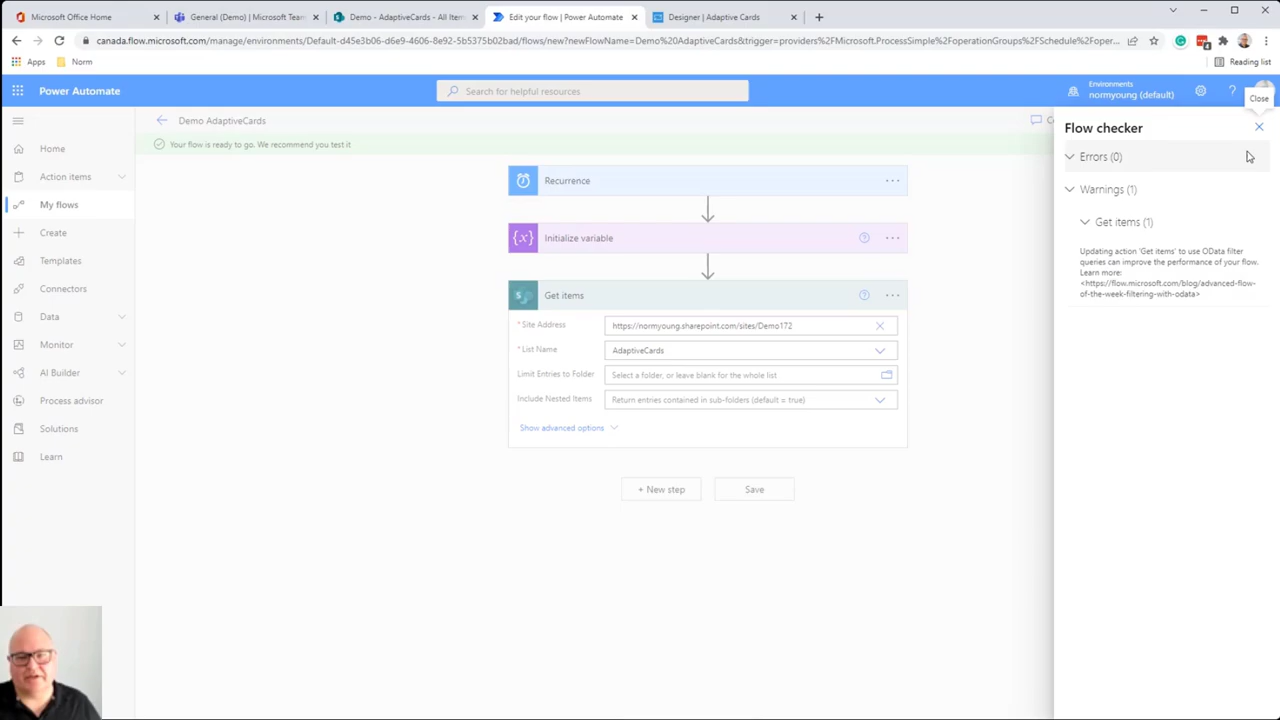 Microsoft Office Home
General (Demo) | Microsoft Team
Demo - AdaptiveCards - All Item
Edit your flow | Power Automate
Designer | Adaptive Cards
canada.flow.microsoft.com/manage/environments/Default-d45e3b06-d6e9-4606-8e92-5b5375b02bad/flows/new?newFlowName=Demo%20AdaptiveCards&trigger=providers%2FMicrosoft.ProcessSimple%2FoperationGroups%2FSchedule%2Foper...
Apps
Norm
Reading list
Power Automate
Search for helpful resources
Environments
normyoung (default)
Close
Demo AdaptiveCards
Your flow is ready to go. We recommend you test it
Home
Action items
My flows
Create
Templates
Connectors
Data
Monitor
AI Builder
Process advisor
Solutions
Learn
Recurrence
Initialize variable
Get items
* Site Address
https://normyoung.sharepoint.com/sites/Demo172
* List Name
AdaptiveCards
Limit Entries to Folder
Select a folder, or leave blank for the whole list
Include Nested Items
Return entries contained in sub-folders (default = true)
Show advanced options
+ New step
Save
Flow checker
Errors (0)
Warnings (1)
Get items (1)
Updating action 'Get items' to use OData filter
queries can improve the performance of your flow.
Learn more:
<https://flow.microsoft.com/blog/advanced-flow-
of-the-week-filtering-with-odata>